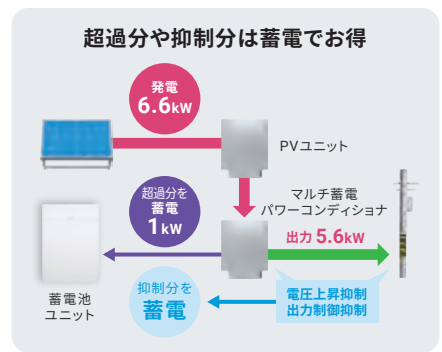 超過分や抑制分は蓄電でお得
発電
6.6kW
PVユニット
超過分を
蓄電
1kW
マルチ蓄電
パワーコンディショナ
出力 5.6kW
蓄電池
ユニット
抑制分を
蓄電
電圧上昇抑制
出力制御抑制